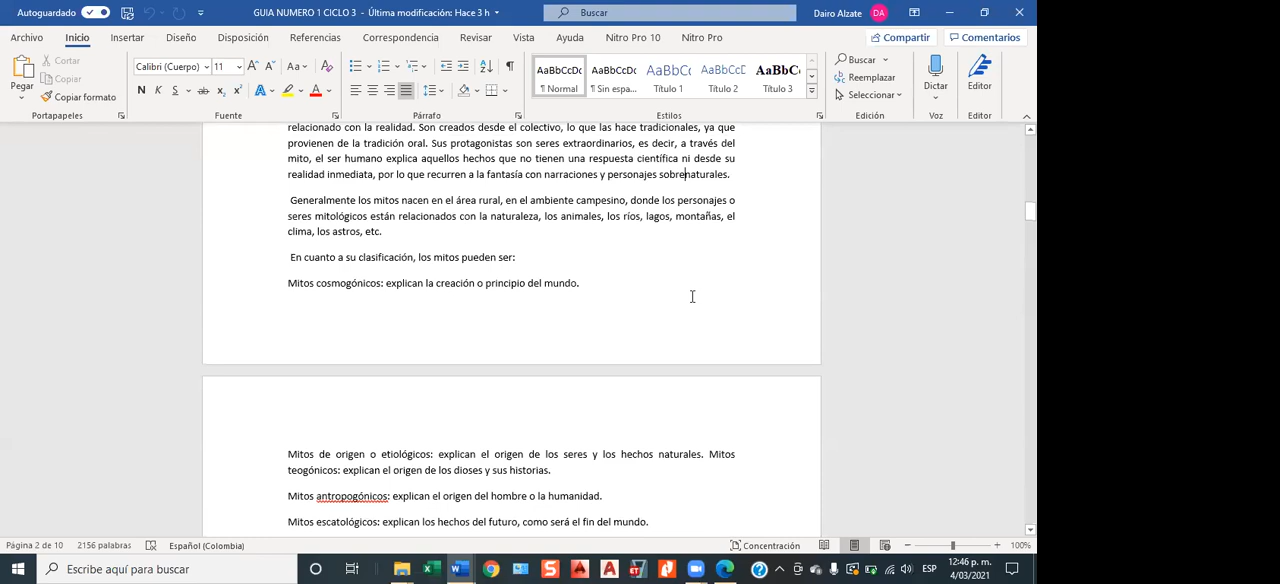 Autoguardado
GUIA NUMERO 1 CICLO 3 - Última modificación: Hace 3 h
Buscar
Dairo Alzate
DA
Archivo Inicio Insertar Diseño Disposición Referencias Correspondencia Revisar Vista Ayuda Nitro Pro 10 Nitro Pro
Compartir
Comentarios
Pegar
Cortar
Copiar
Copiar formato
Portapapeles
Calibri (Cuerpo)
11
Fuente
Párrafo
AaBbCcDc AaBbCcDc AaBbCc AaBbCcD AaBbC
¶ Normal ¶ Sin espa... Título 1 Título 2 Título 3
Estilos
Buscar
Reemplazar
Seleccionar
Edición
Dictar
Voz
Editor
Editor
relacionado con la realidad. Son creados desde el colectivo, lo que las hace tradicionales, ya que
provienen de la tradición oral. Sus protagonistas son seres extraordinarios, es decir, a través del
mito, el ser humano explica aquellos hechos que no tienen una respuesta científica ni desde su
realidad inmediata, por lo que recurren a la fantasía con narraciones y personajes sobrenaturales.
Generalmente los mitos nacen en el área rural, en el ambiente campesino, donde los personajes o
seres mitológicos están relacionados con la naturaleza, los animales, los ríos, lagos, montañas, el
clima, los astros, etc.
En cuanto a su clasificación, los mitos pueden ser:
Mitos cosmogónicos: explican la creación o principio del mundo.
Mitos de origen o etiológicos: explican el origen de los seres y los hechos naturales. Mitos
teogónicos: explican el origen de los dioses y sus historias.
Mitos antropogónicos: explican el origen del hombre o la humanidad.
Mitos escatológicos: explican los hechos del futuro, como será el fin del mundo.
Página 2 de 10
2156 palabras
Español (Colombia)
Concentración
100%
Escribe aquí para buscar
ESP
12:46 p. m.
4/03/2021